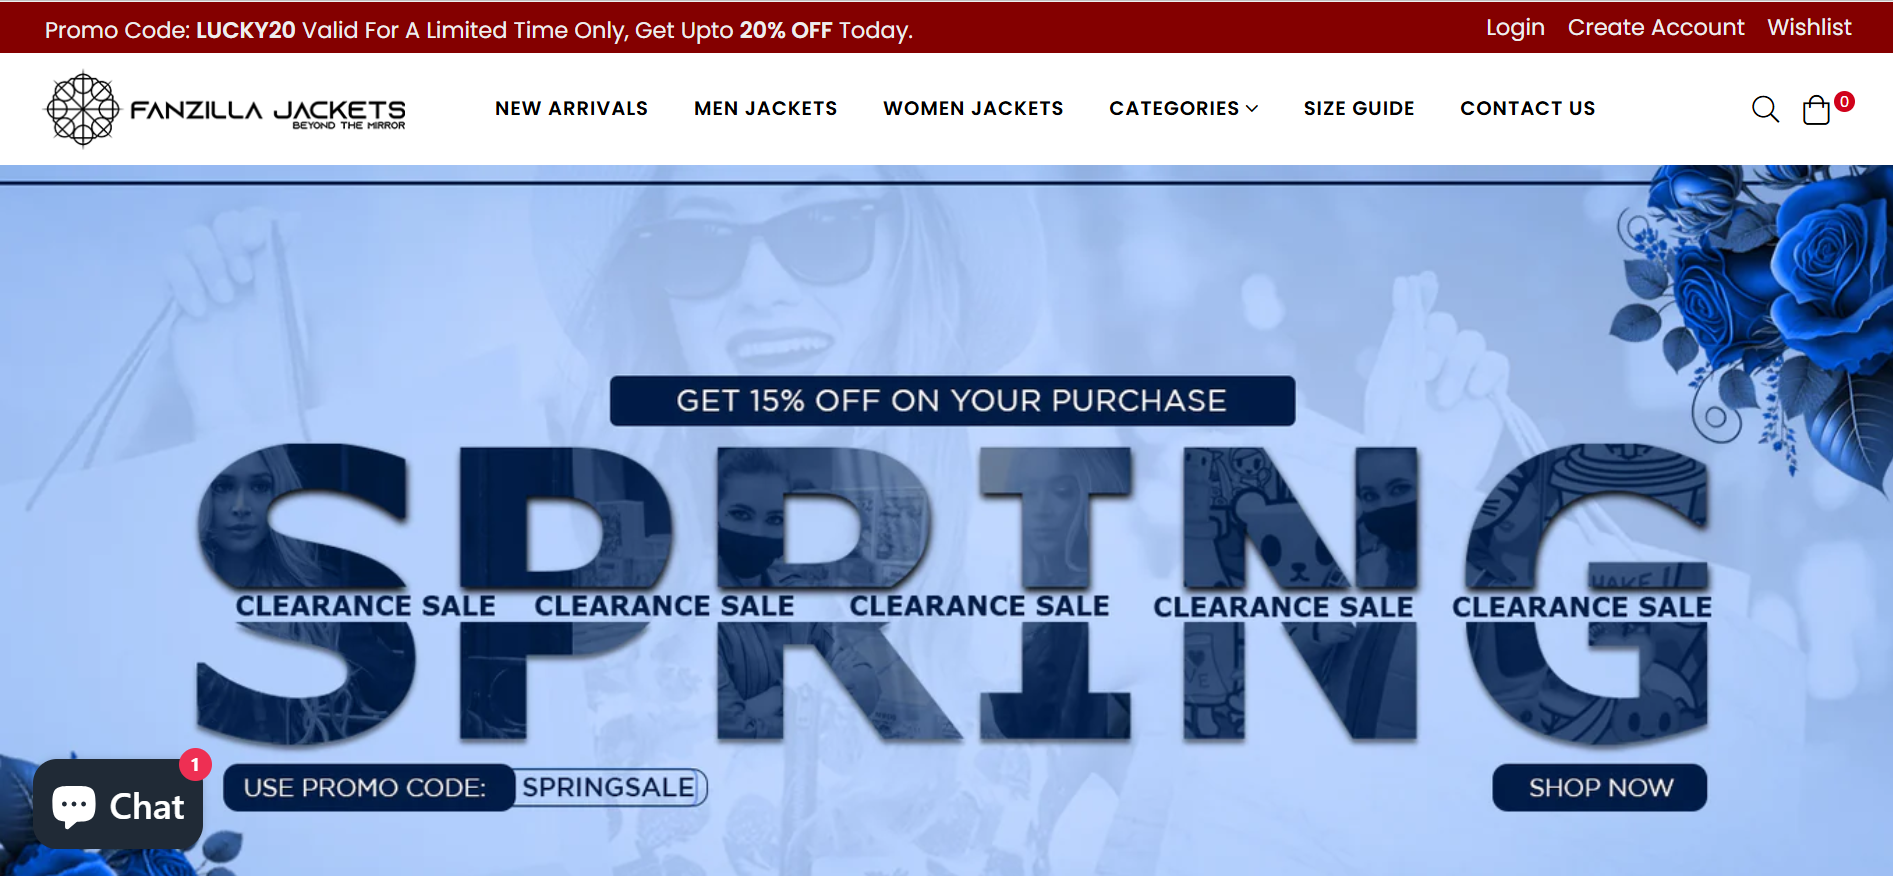 Promo Code: LUCKY20 Valid For A Limited Time Only, Get Upto 20% OFF Today.
Login Create Account Wishlist
FANZILLA JACKETS
BEYOND THE MIRROR
NEW ARRIVALS MEN JACKETS WOMEN JACKETS CATEGORIES SIZE GUIDE CONTACT US
0
GET 15% OFF ON YOUR PURCHASE
SPRING
CLEARANCE SALE CLEARANCE SALE CLEARANCE SALE CLEARANCE SALE CLEARANCE SALE
USE PROMO CODE: SPRINGSALE
SHOP NOW
1
Chat